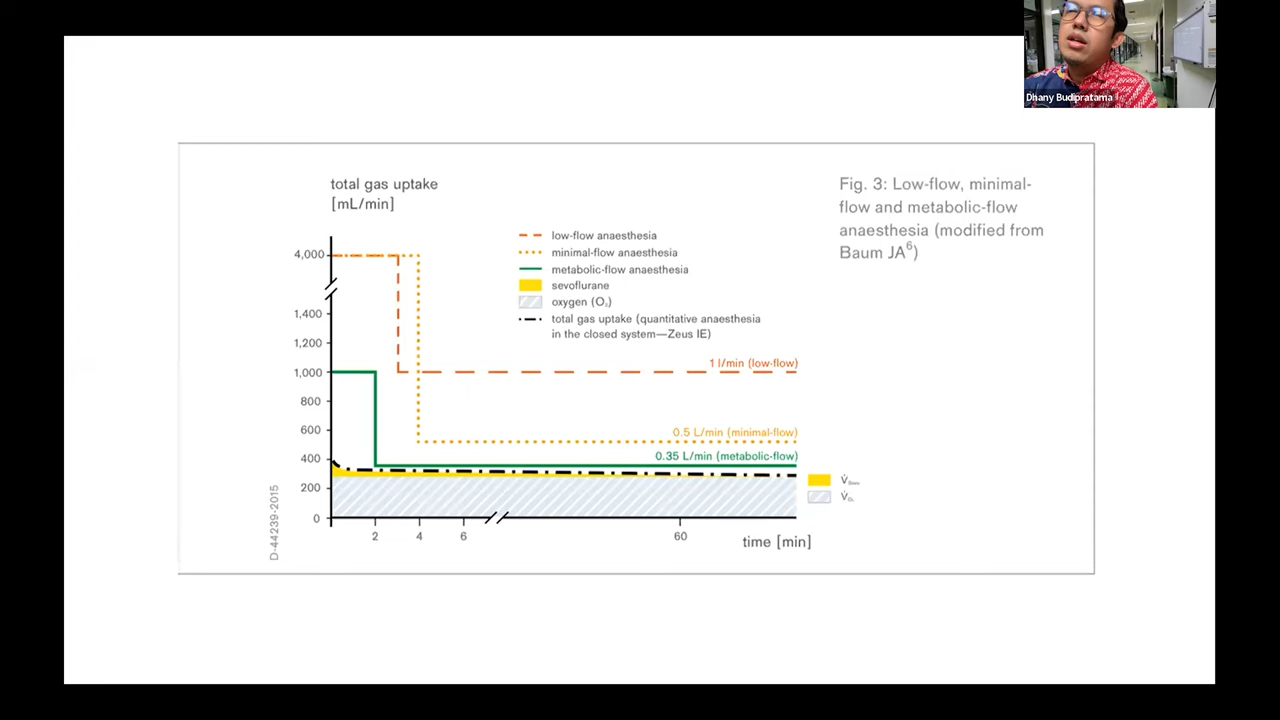 Dhany Budipratama
total gas uptake
[mL/min]
Fig. 3: Low-flow, minimal-
flow and metabolic-flow
anaesthesia (modified from
Baum JA⁶)
low-flow anaesthesia
minimal-flow anaesthesia
metabolic-flow anaesthesia
sevoflurane
oxygen (O₂)
total gas uptake (quantitative anaesthesia
in the closed system—Zeus IE)
4,000
1,400
1,200
1,000
800
600
400
200
0
1 l/min (low-flow)
0.5 L/min (minimal-flow)
0.35 L/min (metabolic-flow)
2
4
6
60
time [min]
D-44239-2015